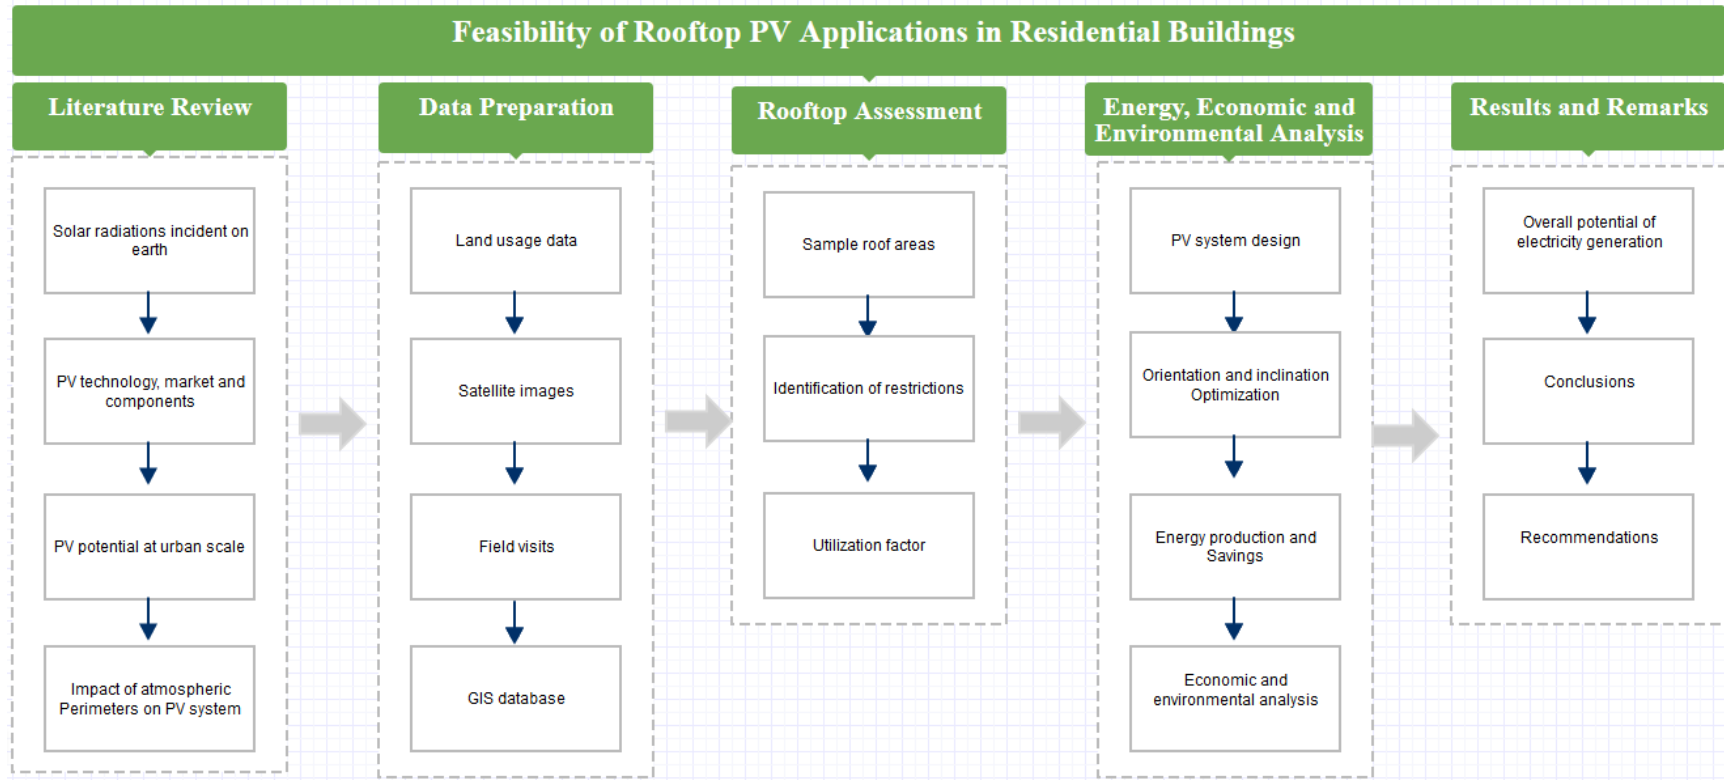 Feasibility of Rooftop PV Applications in Residential Buildings
Literature Review
Solar radiations incident on
earth
PV technology, market and
components
PV potential at urban scale
Impact of atmospheric
Perimeters on PV system
Data Preparation
Land usage data
Satellite images
Field visits
GIS database
Rooftop Assessment
Sample roof areas
Identification of restrictions
Utilization factor
Energy, Economic and
Environmental Analysis
PV system design
Orientation and inclination
Optimization
Energy production and
Savings
Economic and
environmental analysis
Results and Remarks
Overall potential of
electricity generation
Conclusions
Recommendations